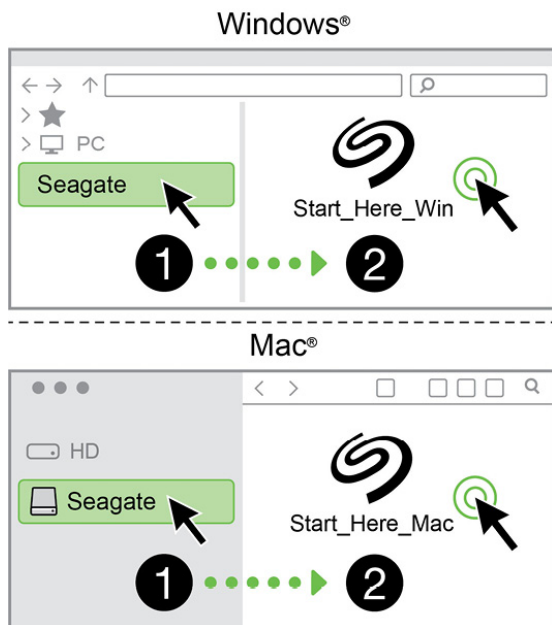 Windows®
PC
Seagate
Start_Here_Win
1
2
Mac®
HD
Seagate
Start_Here_Mac
1
2